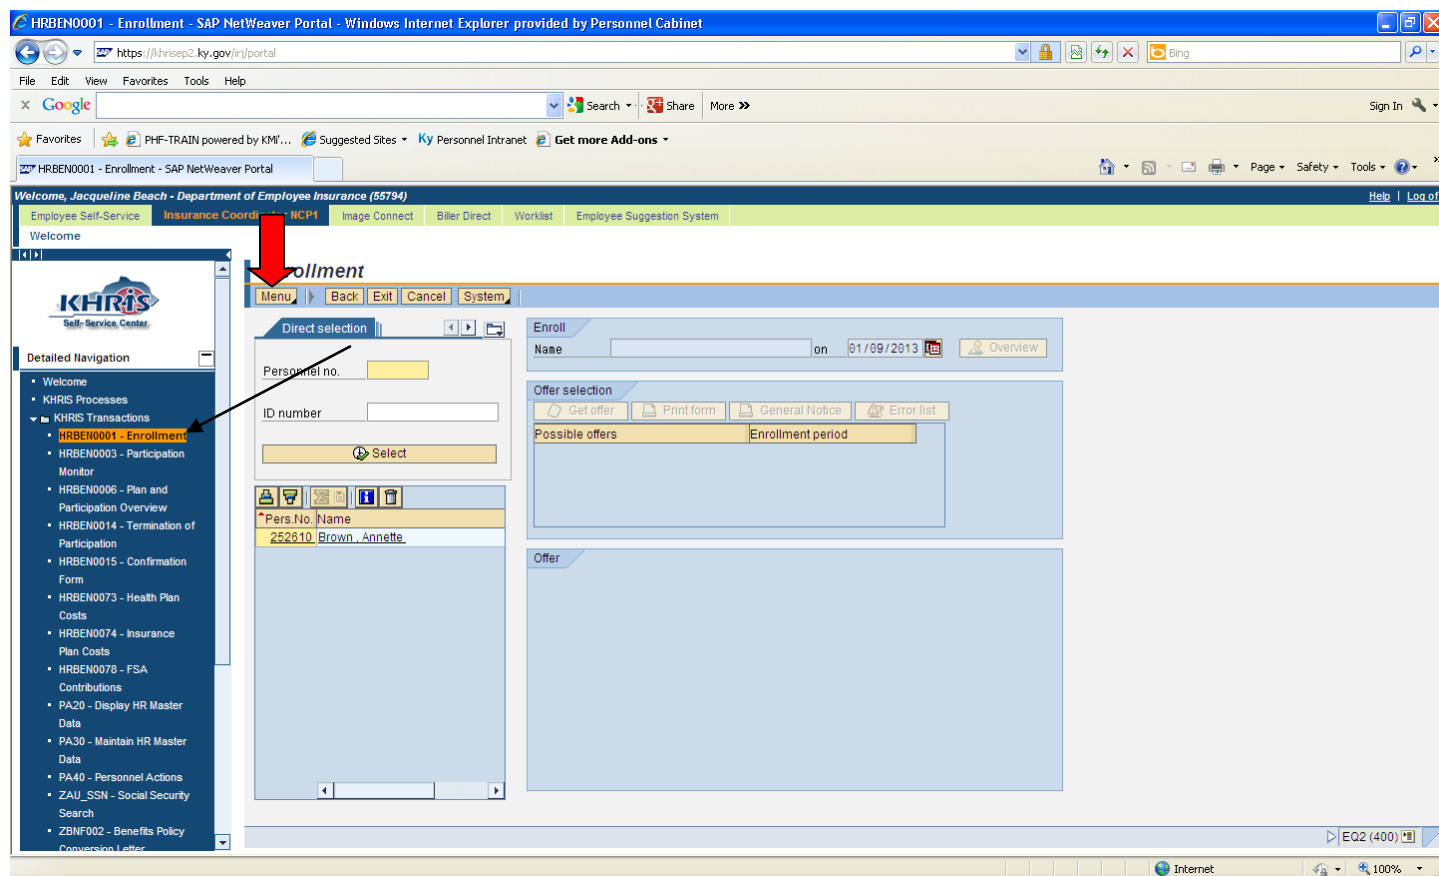 HRBEN0001 - Enrollment - SAP NetWeaver Portal - Windows Internet Explorer provided by Personnel Cabinet
https://khrisep2.ky.gov/irj/portal
Bing
File Edit View Favorites Tools Help
x Google Search Share More »
Sign In
Favorites PHF-TRAIN powered by KMi'... Suggested Sites Ky Personnel Intranet Get more Add-ons
HRBEN0001 - Enrollment - SAP NetWeaver Portal
Page Safety Tools
Welcome, Jacqueline Beach - Department of Employee Insurance (55794)
Help | Log of
Employee Self-Service Insurance Coo NCP1 Image Connect Biller Direct Worklist Employee Suggestion System
Welcome
ollment
Menu Back Exit Cancel System
KHRIS
Self-Service Center
Detailed Navigation
Welcome
KHRIS Processes
KHRIS Transactions
HRBEN0001 - Enrollment
HRBEN0003 - Participation
Monitor
HRBEN0006 - Plan and
Participation Overview
HRBEN0014 - Termination of
Participation
HRBEN0015 - Confirmation
Form
HRBEN0073 - Health Plan
Costs
HRBEN0074 - Insurance
Plan Costs
HRBEN0078 - FSA
Contributions
PA20 - Display HR Master
Data
PA30 - Maintain HR Master
Data
PA40 - Personnel Actions
ZAU_SSN - Social Security
Search
ZBNF002 - Benefits Policy
Conversion Letter
Direct selection
Personnel no.
ID number
Select
Pers.No. Name
252610 Brown , Annette
Enroll
Name on 01/09/2013 Overview
Offer selection
Get offer Print form General Notice Error list
Possible offers Enrollment period
Offer
EQ2 (400)
Internet
100%